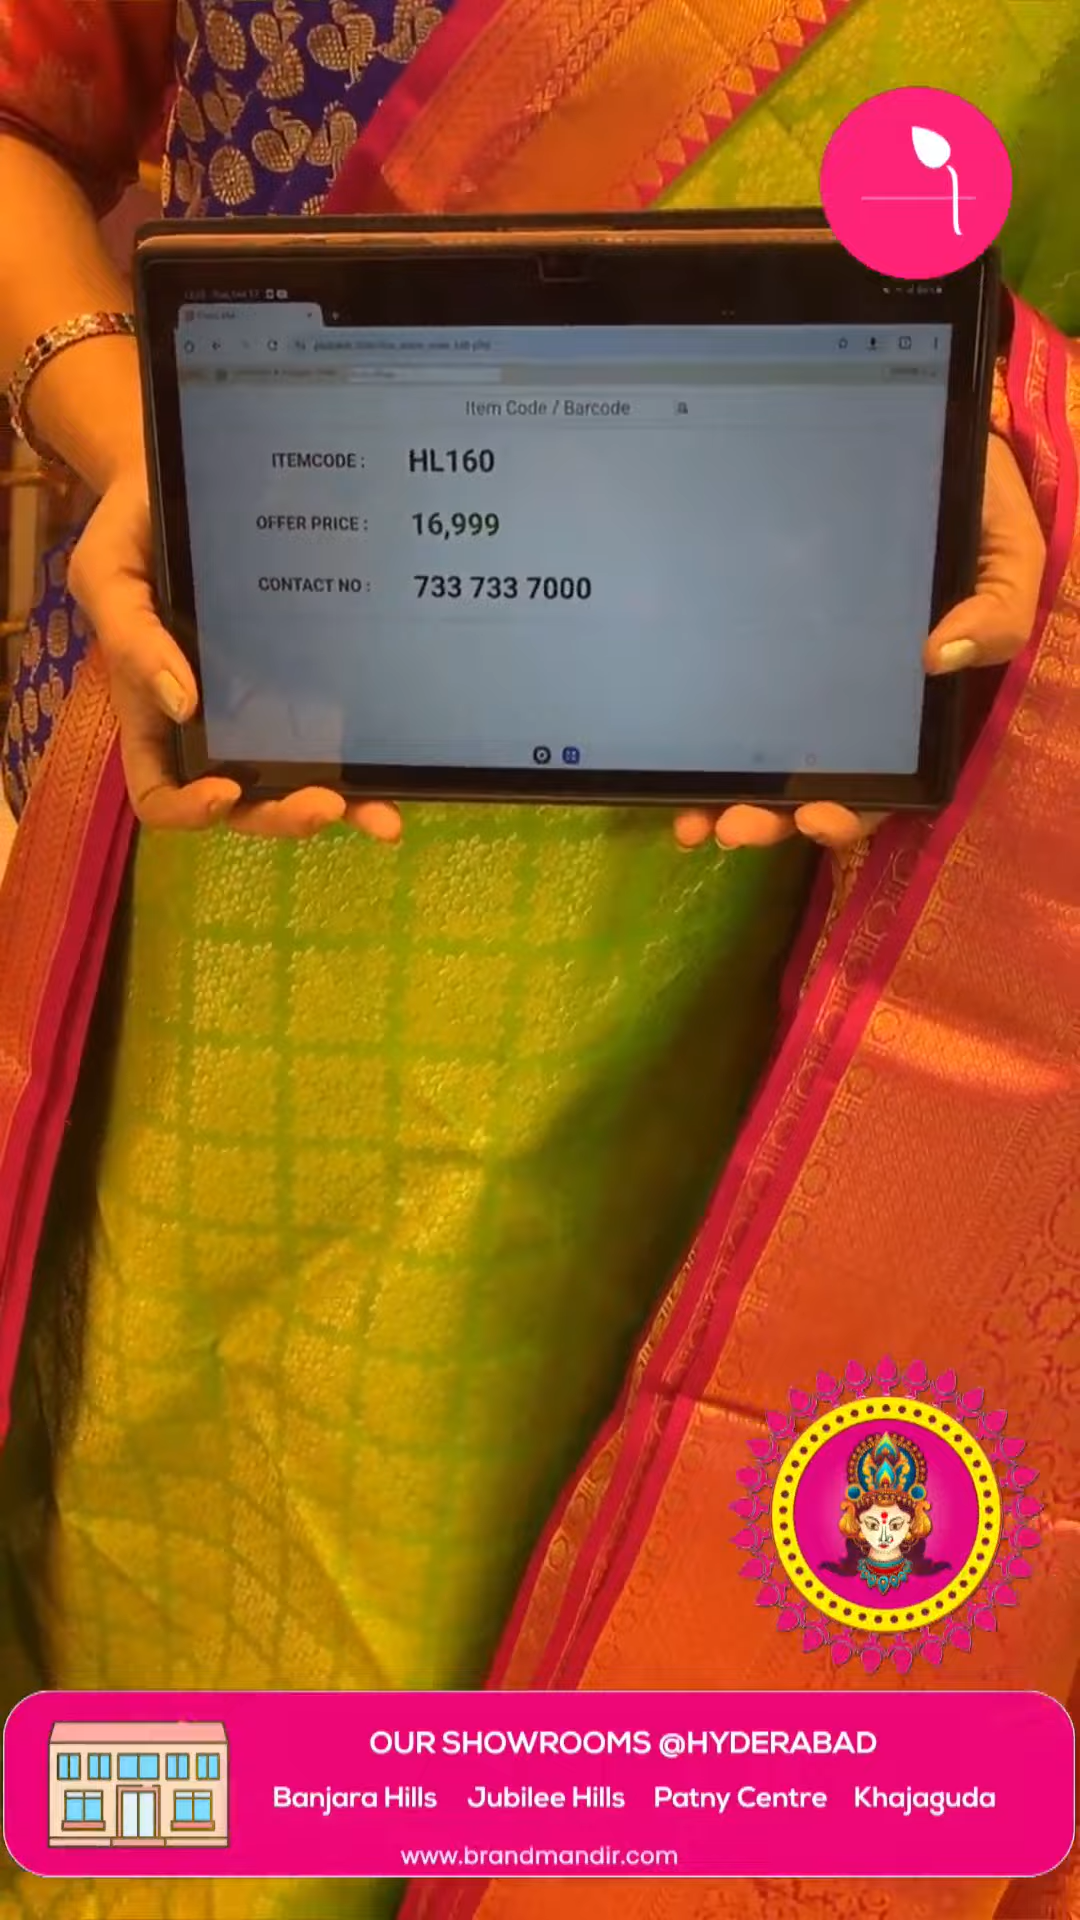 Item Code / Barcode
ITEMCODE : HL160
OFFER PRICE : 16,999
CONTACT NO : 733 733 7000
OUR SHOWROOMS @HYDERABAD
Banjara Hills Jubilee Hills Patny Centre Khajaguda
www.brandmandir.com